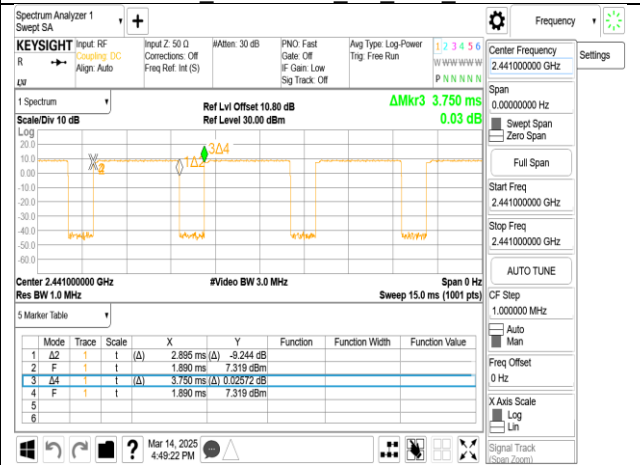 Spectrum Analyzer 1
Swept SA
Frequency
Settings
KEYSIGHT
R
Input: RF
Coupling: DC
Align: Auto
Input Z: 50 Ω
Corrections: Off
Freq Ref: Int (S)
#Atten: 30 dB
PNO: Fast
Gate: Off
IF Gain: Low
Sig Track: Off
Avg Type: Log-Power
Trig: Free Run
1 2 3 4 5 6
W W W W W W
P N N N N N
1 Spectrum
Scale/Div 10 dB
Log
Ref Lvl Offset 10.80 dB
Ref Level 30.00 dBm
ΔMkr3 3.750 ms
0.03 dB
20.0
10.0
0.00
-10.0
-20.0
-30.0
-40.0
-50.0
-60.0
1Δ2
3Δ4
Center 2.441000000 GHz
Res BW 1.0 MHz
#Video BW 3.0 MHz
Span 0 Hz
Sweep 15.0 ms (1001 pts)
5 Marker Table
Mode Trace Scale X Y Function Function Width Function Value
1 Δ2 1 t (Δ) 2.895 ms (Δ) -9.244 dB
2 F 1 t 1.890 ms 7.319 dBm
3 Δ4 1 t (Δ) 3.750 ms (Δ) 0.02572 dB
4 F 1 t 1.890 ms 7.319 dBm
5
6
Mar 14, 2025
4:49:22 PM
Center Frequency
2.441000000 GHz
Span
0.00000000 Hz
Swept Span
Zero Span
Full Span
Start Freq
2.441000000 GHz
Stop Freq
2.441000000 GHz
AUTO TUNE
CF Step
1.000000 MHz
Auto
Man
Freq Offset
0 Hz
X Axis Scale
Log
Lin
Signal Track
(Span Zoom)